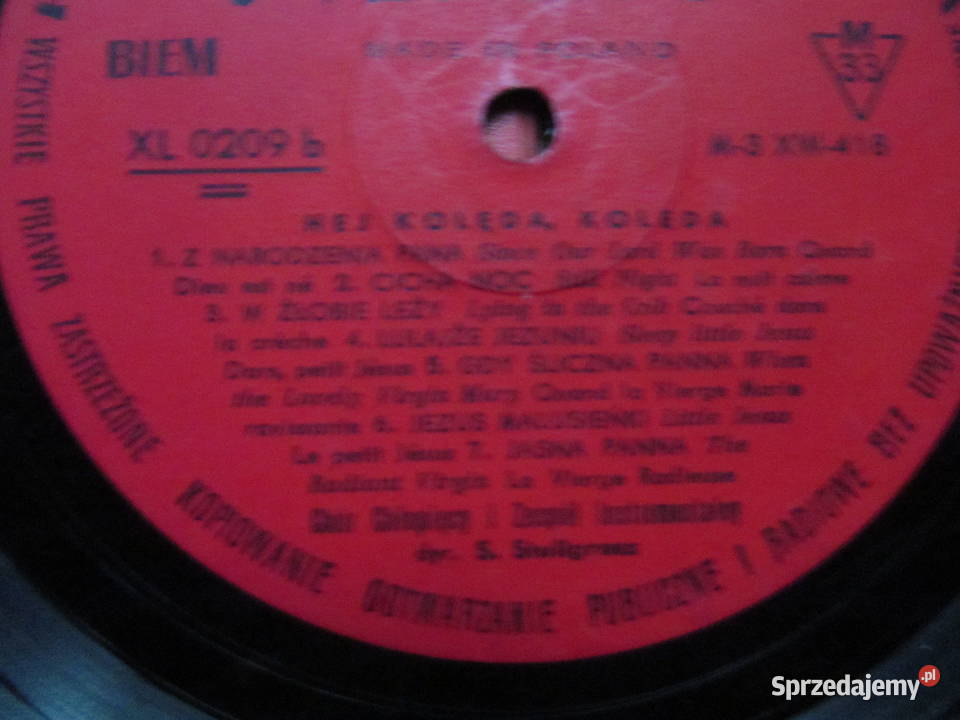 MADE IN POLAND
BIEM
M
33
XL 0209 b
M-3 XW-418
HEJ KOLĘDA, KOLĘDA
1. Z NARODZENIA PANA Since Our Lord Was Born Quand
Dieu est né 2. CICHA NOC Still Night La nuit calme
3. W ŻŁOBIE LEŻY Lying in the Crib Couché dans
la crèche 4. LULAJŻE JEZUNIU Sleep little Jesus
Dors, petit Jésus 5. GDY ŚLICZNA PANNA When
the Lovely Virgin Mary Quand la Vierge Marie
ravissante 6. JEZUS MALUSIEŃKI Little Jesus
Le petit Jésus 7. JASNA PANNA The
Radiant Virgin La Vierge Radieuse
Chór Chłopięcy i Zespół Instrumentalny
dyr. S. Stuligrosz
WSZYSTKIE PRAWA ZASTRZEŻONE KOPIOWANIE ODTWARZANIE PUBLICZNE I RADIOWE BEZ
Sprzedajemy.pl